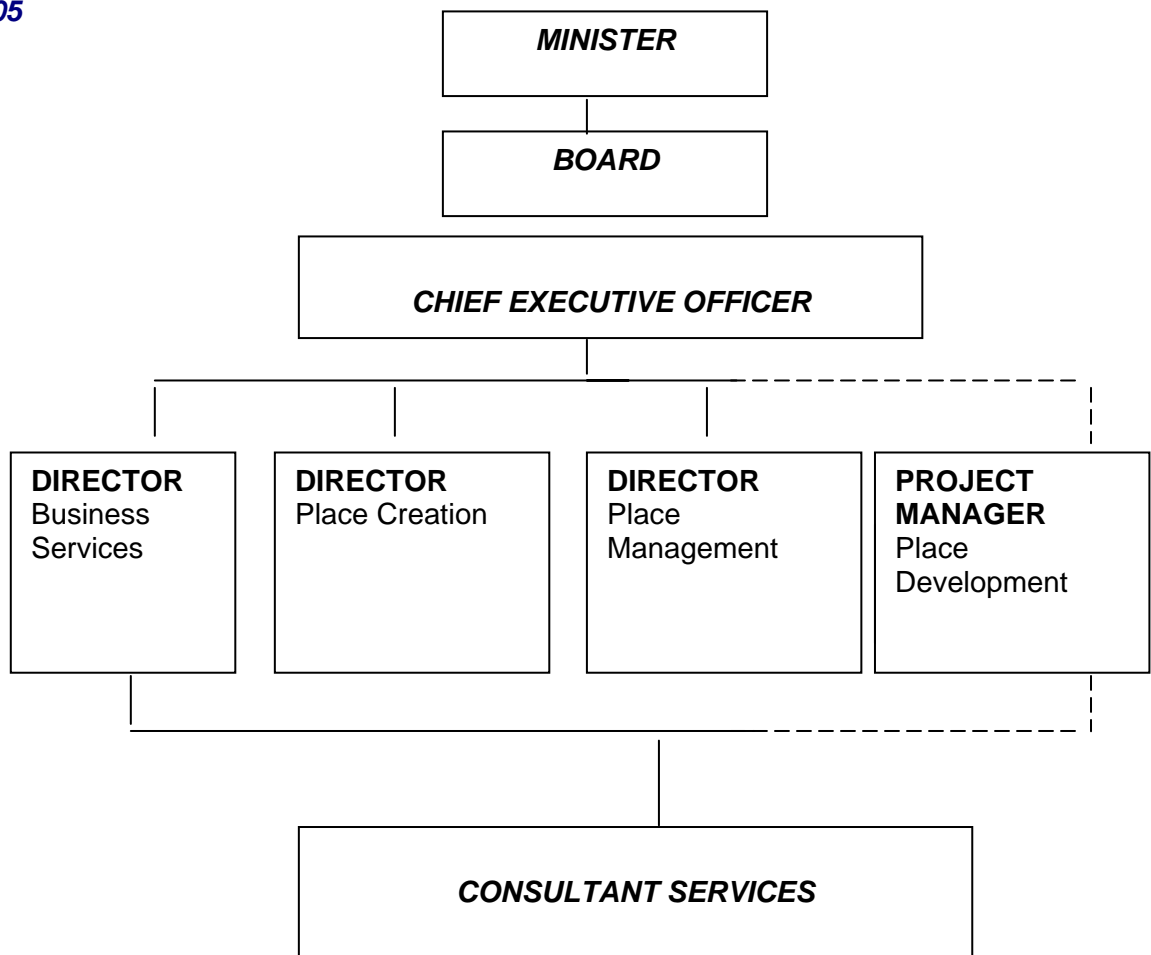 05
MINISTER
BOARD
CHIEF EXECUTIVE OFFICER
DIRECTOR
Business
Services
DIRECTOR
Place Creation
DIRECTOR
Place
Management
PROJECT
MANAGER
Place
Development
CONSULTANT SERVICES